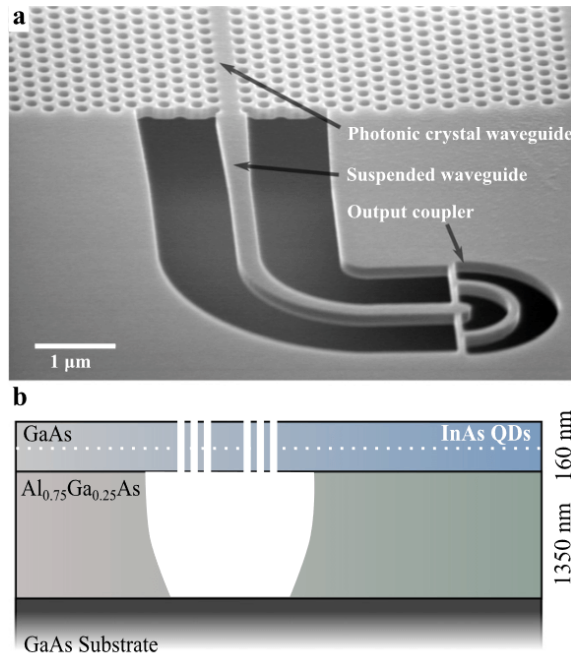 a
Photonic crystal waveguide
Suspended waveguide
Output coupler
1 μm
b
GaAs
InAs QDs
160 nm
Al0.75Ga0.25As
1350 nm
GaAs Substrate